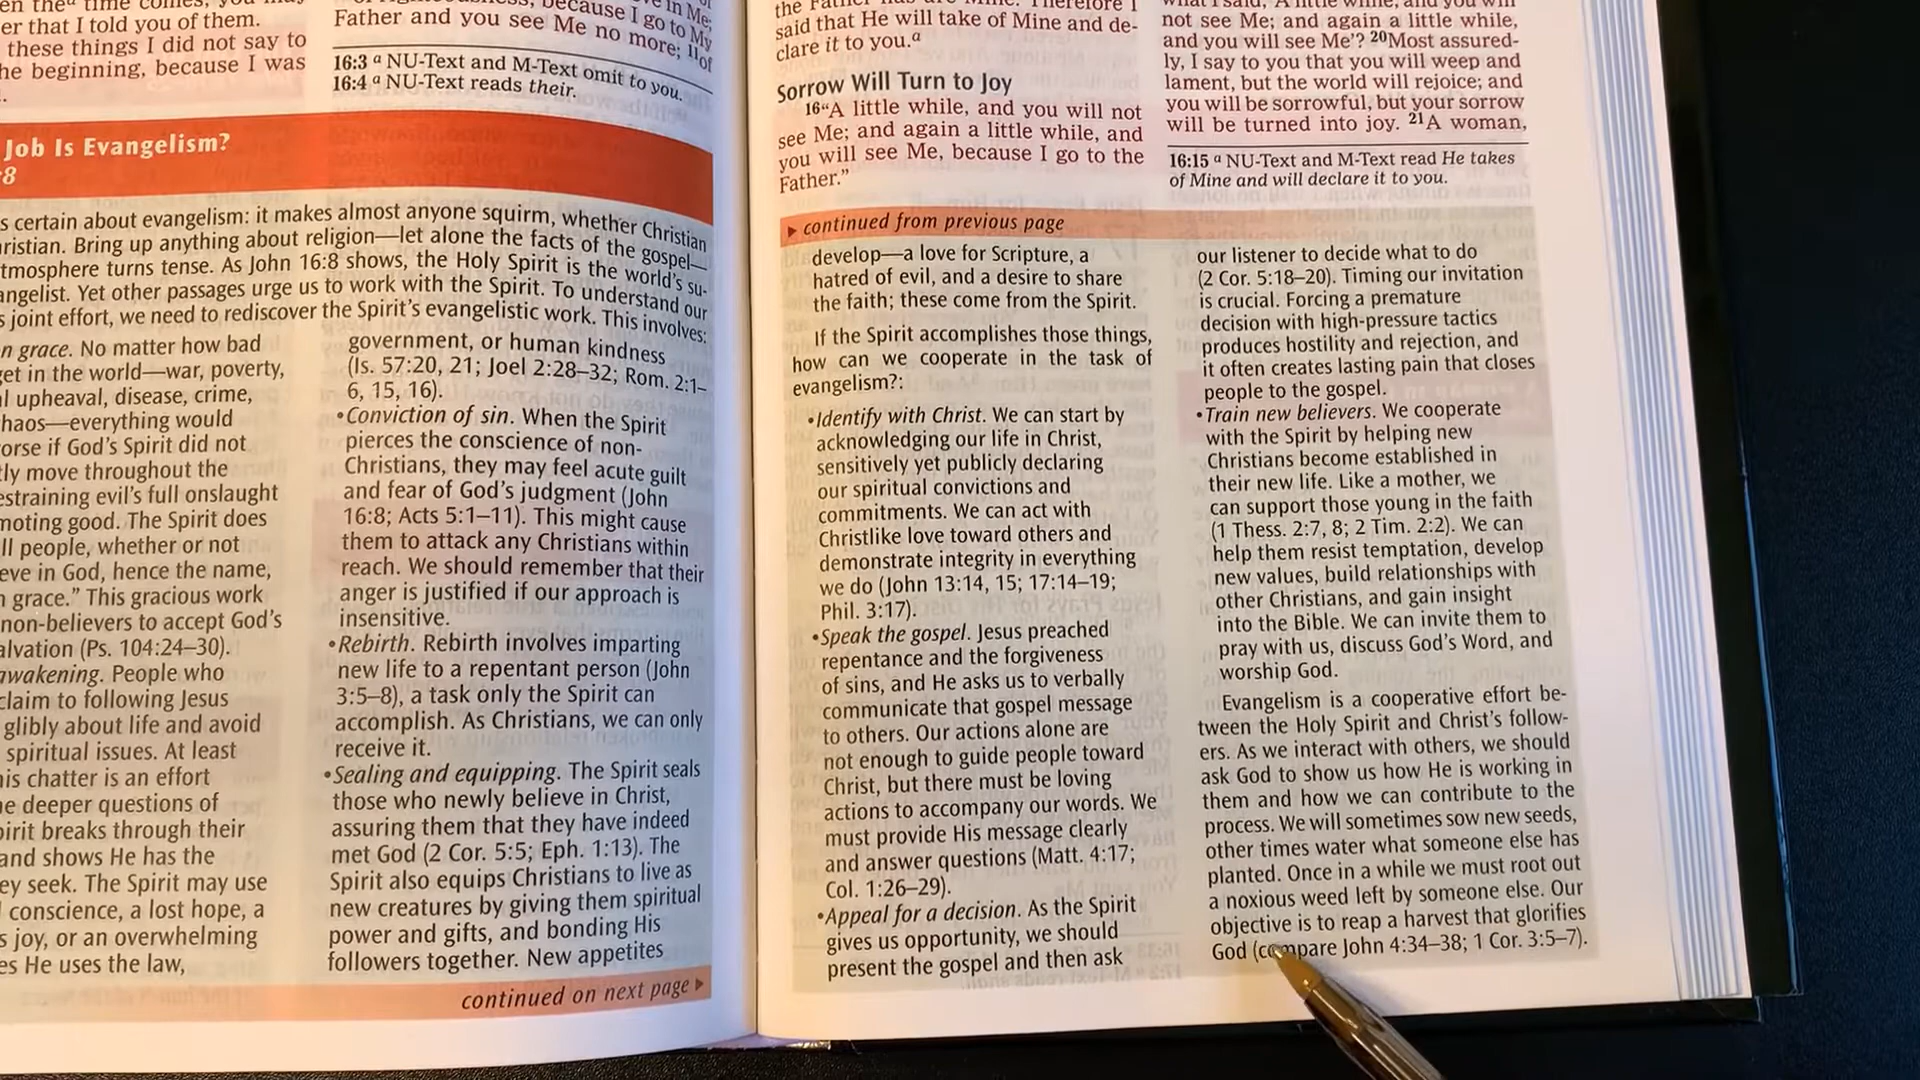 time comes,
er that I told you of them.
these things I did not say to
he beginning, because I was
because I go to My
Father and you see Me no more; 11of
16:3 a NU-Text and M-Text omit to you.
16:4 a NU-Text reads their.
Job Is Evangelism?
8
s certain about evangelism: it makes almost anyone squirm, whether Christian
ristian. Bring up anything about religion—let alone the facts of the gospel—
tmosphere turns tense. As John 16:8 shows, the Holy Spirit is the world's su-
angelist. Yet other passages urge us to work with the Spirit. To understand our
s joint effort, we need to rediscover the Spirit's evangelistic work. This involves:
n grace. No matter how bad
get in the world—war, poverty,
l upheaval, disease, crime,
haos—everything would
orse if God's Spirit did not
tly move throughout the
estraining evil's full onslaught
moting good. The Spirit does
ll people, whether or not
eve in God, hence the name,
n grace." This gracious work
non-believers to accept God's
alvation (Ps. 104:24–30).
awakening. People who
claim to following Jesus
glibly about life and avoid
spiritual issues. At least
his chatter is an effort
he deeper questions of
pirit breaks through their
and shows He has the
ey seek. The Spirit may use
conscience, a lost hope, a
s joy, or an overwhelming
es He uses the law,
government, or human kindness
(Is. 57:20, 21; Joel 2:28–32; Rom. 2:1–
6, 15, 16).
•Conviction of sin. When the Spirit
pierces the conscience of non-
Christians, they may feel acute guilt
and fear of God's judgment (John
16:8; Acts 5:1–11). This might cause
them to attack any Christians within
reach. We should remember that their
anger is justified if our approach is
insensitive.
•Rebirth. Rebirth involves imparting
new life to a repentant person (John
3:5–8), a task only the Spirit can
accomplish. As Christians, we can only
receive it.
•Sealing and equipping. The Spirit seals
those who newly believe in Christ,
assuring them that they have indeed
met God (2 Cor. 5:5; Eph. 1:13). The
Spirit also equips Christians to live as
new creatures by giving them spiritual
power and gifts, and bonding His
followers together. New appetites
continued on next page
said that He will take of Mine and de-
clare it to you.a
Sorrow Will Turn to Joy
16"A little while, and you will not
see Me; and again a little while, and
you will see Me, because I go to the
Father."
not see Me; and again a little while,
and you will see Me'? 20Most assured-
ly, I say to you that you will weep and
lament, but the world will rejoice; and
you will be sorrowful, but your sorrow
will be turned into joy. 21A woman,
16:15 a NU-Text and M-Text read He takes
of Mine and will declare it to you.
continued from previous page
develop—a love for Scripture, a
hatred of evil, and a desire to share
the faith; these come from the Spirit.
If the Spirit accomplishes those things,
how can we cooperate in the task of
evangelism?:
•Identify with Christ. We can start by
acknowledging our life in Christ,
sensitively yet publicly declaring
our spiritual convictions and
commitments. We can act with
Christlike love toward others and
demonstrate integrity in everything
we do (John 13:14, 15; 17:14–19;
Phil. 3:17).
•Speak the gospel. Jesus preached
repentance and the forgiveness
of sins, and He asks us to verbally
communicate that gospel message
to others. Our actions alone are
not enough to guide people toward
Christ, but there must be loving
actions to accompany our words. We
must provide His message clearly
and answer questions (Matt. 4:17;
Col. 1:26–29).
•Appeal for a decision. As the Spirit
gives us opportunity, we should
present the gospel and then ask
our listener to decide what to do
(2 Cor. 5:18–20). Timing our invitation
is crucial. Forcing a premature
decision with high-pressure tactics
produces hostility and rejection, and
it often creates lasting pain that closes
people to the gospel.
•Train new believers. We cooperate
with the Spirit by helping new
Christians become established in
their new life. Like a mother, we
can support those young in the faith
(1 Thess. 2:7, 8; 2 Tim. 2:2). We can
help them resist temptation, develop
new values, build relationships with
other Christians, and gain insight
into the Bible. We can invite them to
pray with us, discuss God's Word, and
worship God.
Evangelism is a cooperative effort be-
tween the Holy Spirit and Christ's follow-
ers. As we interact with others, we should
ask God to show us how He is working in
them and how we can contribute to the
process. We will sometimes sow new seeds,
other times water what someone else has
planted. Once in a while we must root out
a noxious weed left by someone else. Our
objective is to reap a harvest that glorifies
God (compare John 4:34–38; 1 Cor. 3:5–7).